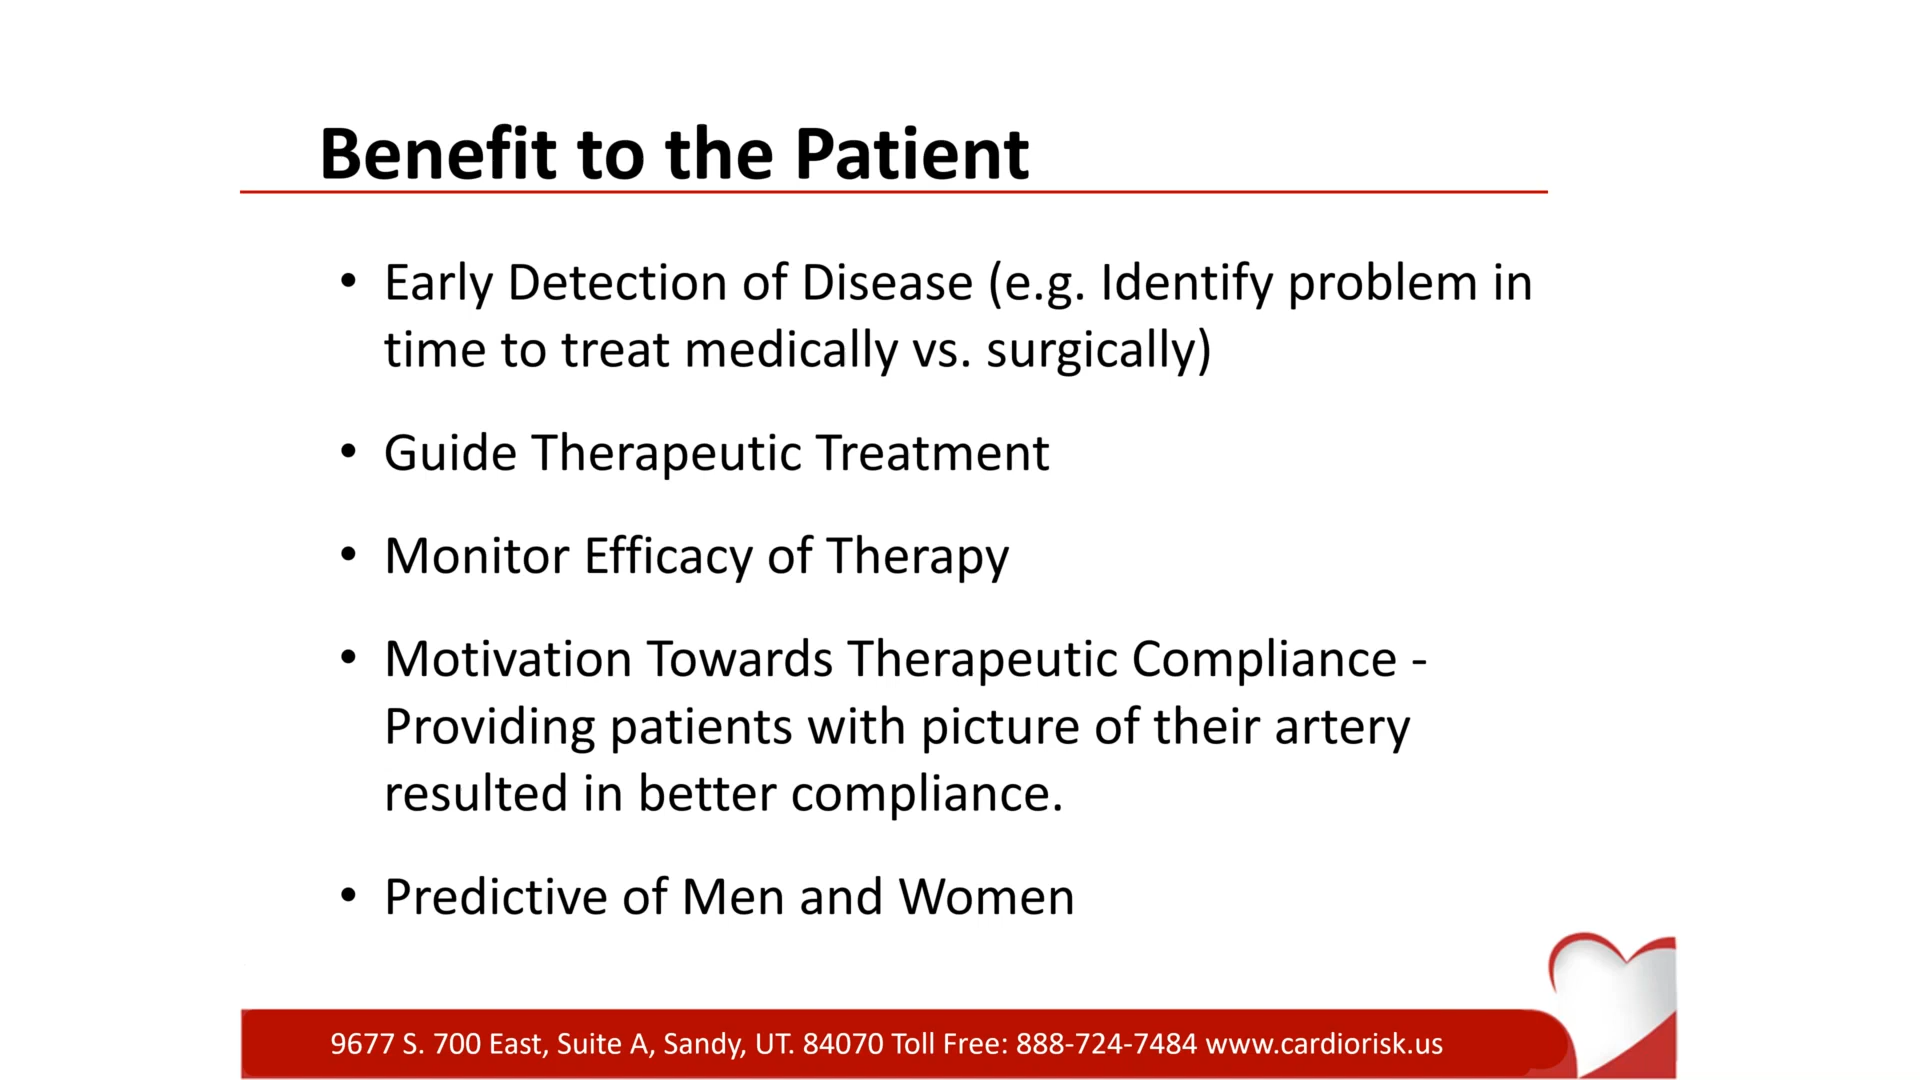 Benefit to the Patient
• Early Detection of Disease (e.g. Identify problem in
time to treat medically vs. surgically)
• Guide Therapeutic Treatment
• Monitor Efficacy of Therapy
• Motivation Towards Therapeutic Compliance -
Providing patients with picture of their artery
resulted in better compliance.
• Predictive of Men and Women
9677 S. 700 East, Suite A, Sandy, UT. 84070 Toll Free: 888-724-7484 www.cardiorisk.us